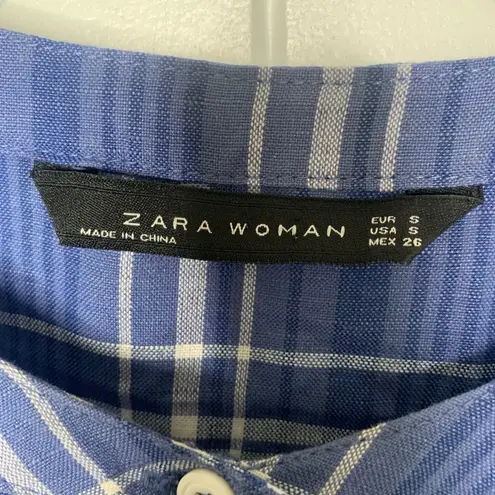 ZARA WOMAN
MADE IN CHINA
EUR S
USA S
MEX 26